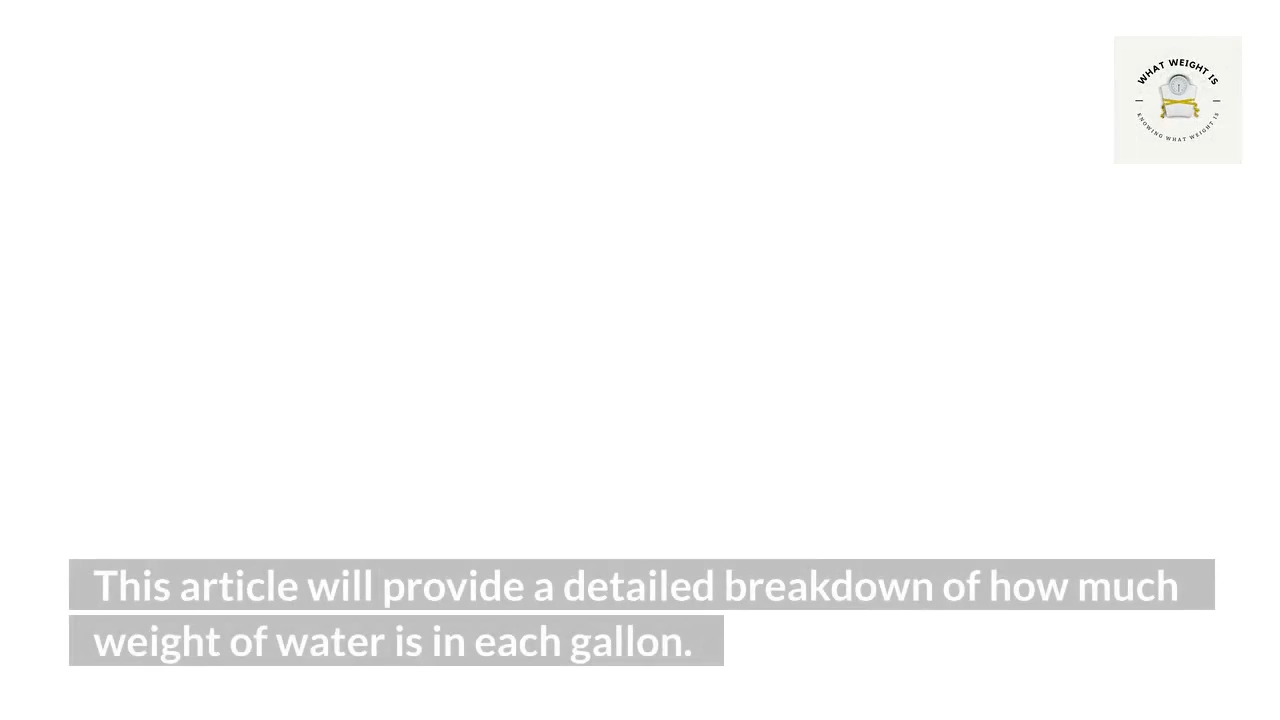 WHAT WEIGHT IS
KNOWING WHAT WEIGHT IS
This article will provide a detailed breakdown of how much
weight of water is in each gallon.